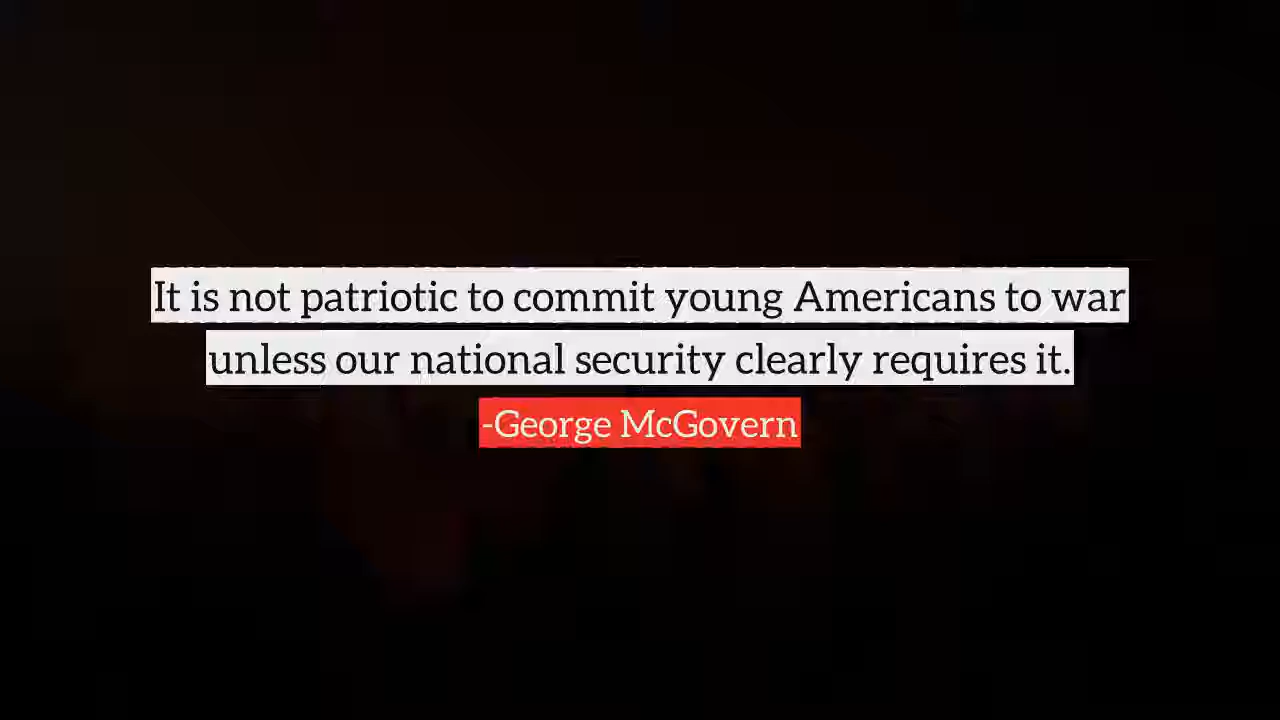 It is not patriotic to commit young Americans to war
unless our national security clearly requires it.
-George McGovern